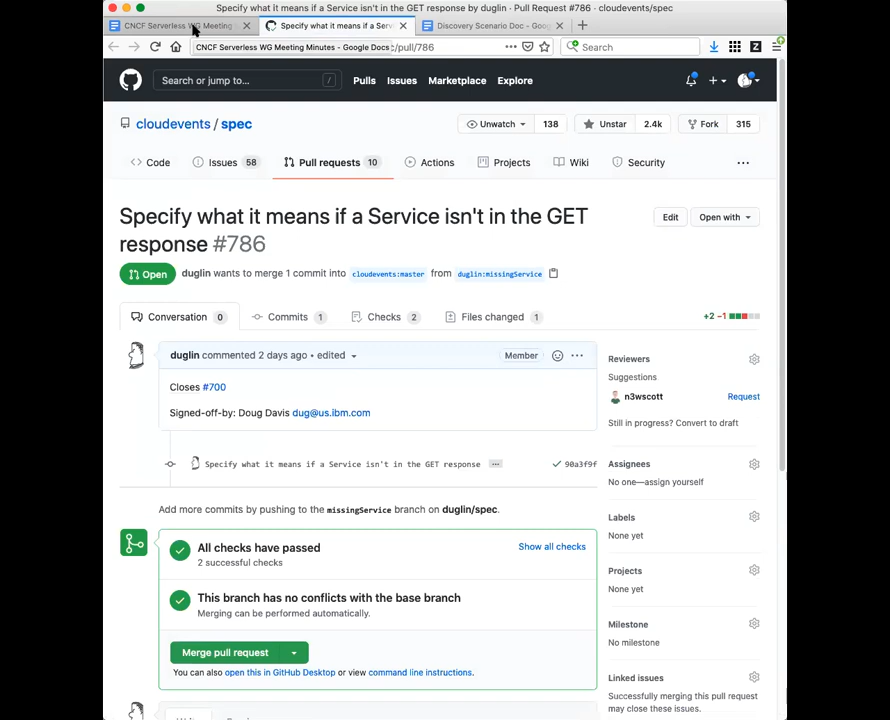 Specify what it means if a Service isn't in the GET response by duglin · Pull Request #786 · cloudevents/spec
CNCF Serverless WG Meeting
Specify what it means if a Servi
Discovery Scenario Doc - Goog
CNCF Serverless WG Meeting Minutes - Google Docs
c/pull/786
Search
Search or jump to...
/
Pulls
Issues
Marketplace
Explore
cloudevents / spec
Unwatch
138
Unstar
2.4k
Fork
315
Code
Issues 58
Pull requests 10
Actions
Projects
Wiki
Security
Specify what it means if a Service isn't in the GET
response #786
Edit
Open with
Open
duglin wants to merge 1 commit into cloudevents:master from duglin:missingService
Conversation 0
Commits 1
Checks 2
Files changed 1
+2 −1
duglin commented 2 days ago • edited
Member
Closes #700
Signed-off-by: Doug Davis dug@us.ibm.com
Specify what it means if a Service isn't in the GET response
90a3f9f
Add more commits by pushing to the missingService branch on duglin/spec.
All checks have passed
2 successful checks
Show all checks
This branch has no conflicts with the base branch
Merging can be performed automatically.
Merge pull request
You can also open this in GitHub Desktop or view command line instructions.
Reviewers
Suggestions
n3wscott
Request
Still in progress? Convert to draft
Assignees
No one—assign yourself
Labels
None yet
Projects
None yet
Milestone
No milestone
Linked issues
Successfully merging this pull request
may close these issues.